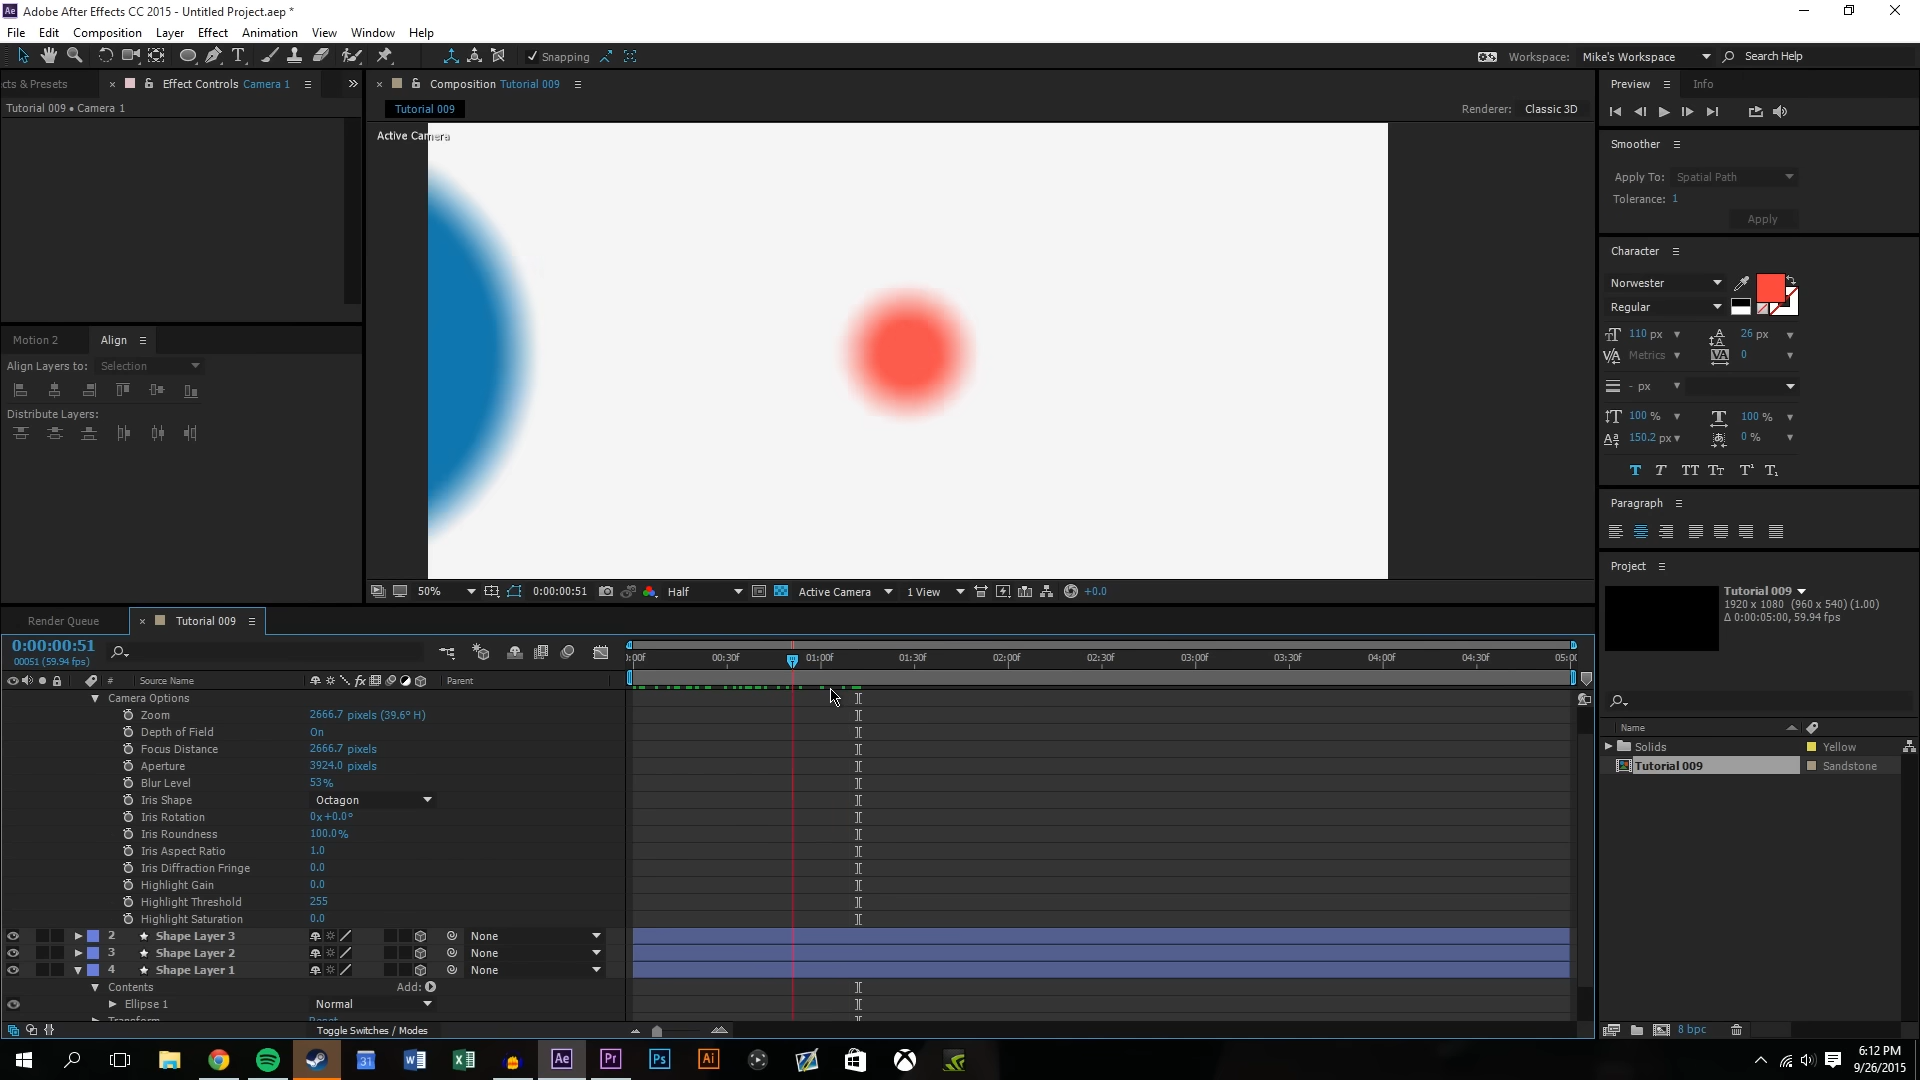 Adobe After Effects CC 2015 - Untitled Project.aep *
File Edit Composition Layer Effect Animation View Window Help
Snapping
Workspace: Mike's Workspace
Search Help
cts & Presets
Effect Controls Camera 1
Tutorial 009 • Camera 1
Composition Tutorial 009
Tutorial 009
Renderer: Classic 3D
Active Camera
Preview Info
Smoother
Apply To: Spatial Path
Tolerance: 1
Apply
Character
Norwester
Regular
110 px 26 px
Metrics 0
- px
100 % 100 %
150.2 px 0 %
T T TT Tt T¹ T₁
Paragraph
Project
Tutorial 009
1920 x 1080 (960 x 540) (1.00)
Δ 0:00:05:00, 59.94 fps
Name
Solids Yellow
Tutorial 009 Sandstone
8 bpc
Motion 2 Align
Align Layers to: Selection
Distribute Layers:
50% 0:00:00:51 Half Active Camera 1 View +0.0
Render Queue Tutorial 009
0:00:00:51
00051 (59.94 fps)
:00f 00:30f 01:00f 01:30f 02:00f 02:30f 03:00f 03:30f 04:00f 04:30f 05:00
# Source Name Parent
Camera Options
Zoom 2666.7 pixels (39.6° H)
Depth of Field On
Focus Distance 2666.7 pixels
Aperture 3924.0 pixels
Blur Level 53%
Iris Shape Octagon
Iris Rotation 0x+0.0°
Iris Roundness 100.0%
Iris Aspect Ratio 1.0
Iris Diffraction Fringe 0.0
Highlight Gain 0.0
Highlight Threshold 255
Highlight Saturation 0.0
2 Shape Layer 3 None
3 Shape Layer 2 None
4 Shape Layer 1 None
Contents Add:
Ellipse 1 Normal
Transform Reset
Toggle Switches / Modes
31 Ae Pr Ps Ai
6:12 PM
9/26/2015